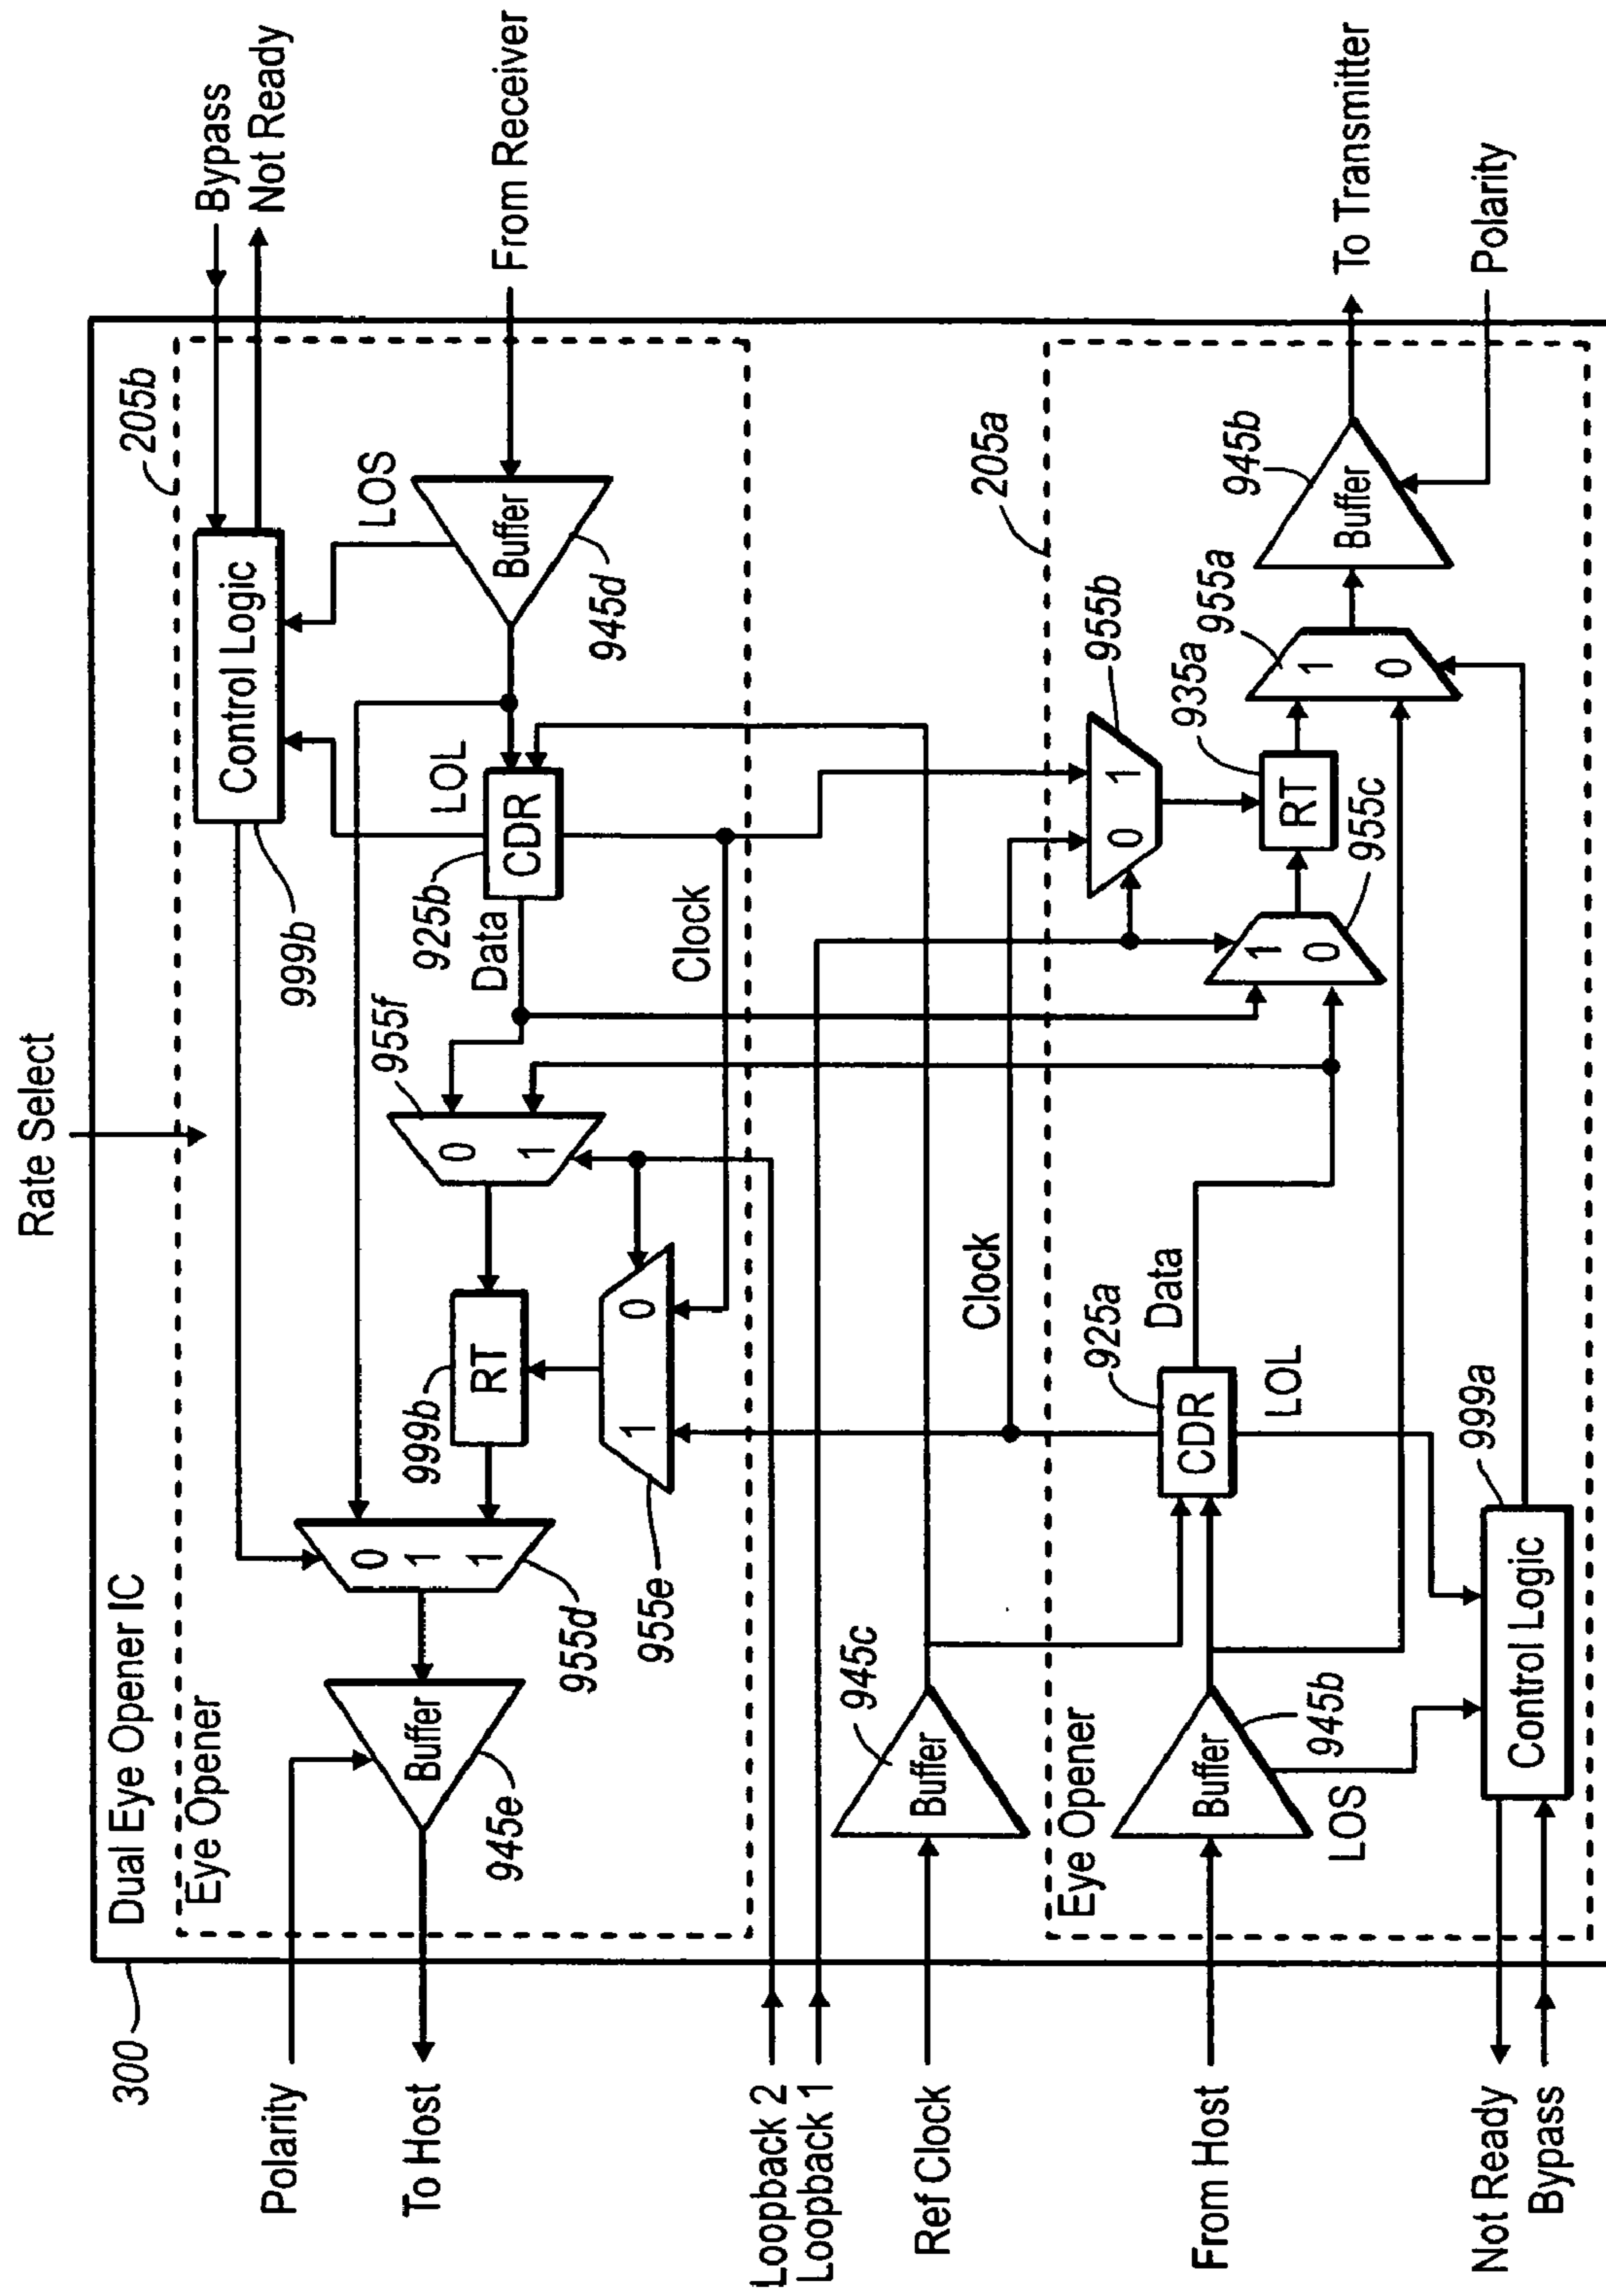 Rate Select
300
Dual Eye Opener IC
Eye Opener
205b
Polarity
To Host
Buffer
945e
0
1
1
955d
RT
999b
1
0
955e
0
1
955f
Data
CDR
925b
LOL
Clock
Control Logic
999b
LOS
Buffer
945d
Bypass
Not Ready
From Receiver
Loopback 2
Loopback 1
Ref Clock
Buffer
945c
Clock
Eye Opener
205a
From Host
Buffer
945b
LOS
CDR
925a
Data
LOL
Control Logic
999a
Not Ready
Bypass
0
1
955b
1
0
955c
RT
935a
1
0
955a
Buffer
945b
To Transmitter
Polarity